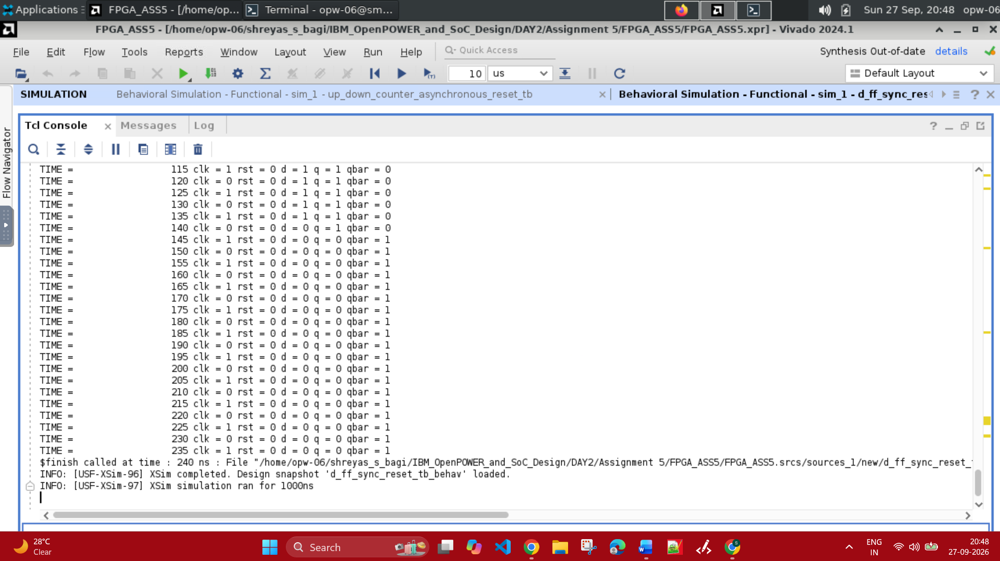 Applications
FPGA_ASS5 - [/home/op...
Terminal - opw-06@sm...
Sun 27 Sep, 20:48 opw-06
FPGA_ASS5 - [/home/opw-06/shreyas_s_bagi/IBM_OpenPOWER_and_SoC_Design/DAY2/Assignment 5/FPGA_ASS5/FPGA_ASS5.xpr] - Vivado 2024.1
File Edit Flow Tools Reports Window Layout View Run Help
Quick Access
Synthesis Out-of-date details
10 us
Default Layout
SIMULATION
Behavioral Simulation - Functional - sim_1 - up_down_counter_asynchronous_reset_tb
Behavioral Simulation - Functional - sim_1 - d_ff_sync_res
Flow Navigator
Tcl Console Messages Log
TIME = 115 clk = 1 rst = 0 d = 1 q = 1 qbar = 0
TIME = 120 clk = 0 rst = 0 d = 1 q = 1 qbar = 0
TIME = 125 clk = 1 rst = 0 d = 1 q = 1 qbar = 0
TIME = 130 clk = 0 rst = 0 d = 1 q = 1 qbar = 0
TIME = 135 clk = 1 rst = 0 d = 1 q = 1 qbar = 0
TIME = 140 clk = 0 rst = 0 d = 0 q = 1 qbar = 0
TIME = 145 clk = 1 rst = 0 d = 0 q = 0 qbar = 1
TIME = 150 clk = 0 rst = 0 d = 0 q = 0 qbar = 1
TIME = 155 clk = 1 rst = 0 d = 0 q = 0 qbar = 1
TIME = 160 clk = 0 rst = 0 d = 0 q = 0 qbar = 1
TIME = 165 clk = 1 rst = 0 d = 0 q = 0 qbar = 1
TIME = 170 clk = 0 rst = 0 d = 0 q = 0 qbar = 1
TIME = 175 clk = 1 rst = 0 d = 0 q = 0 qbar = 1
TIME = 180 clk = 0 rst = 0 d = 0 q = 0 qbar = 1
TIME = 185 clk = 1 rst = 0 d = 0 q = 0 qbar = 1
TIME = 190 clk = 0 rst = 0 d = 0 q = 0 qbar = 1
TIME = 195 clk = 1 rst = 0 d = 0 q = 0 qbar = 1
TIME = 200 clk = 0 rst = 0 d = 0 q = 0 qbar = 1
TIME = 205 clk = 1 rst = 0 d = 0 q = 0 qbar = 1
TIME = 210 clk = 0 rst = 0 d = 0 q = 0 qbar = 1
TIME = 215 clk = 1 rst = 0 d = 0 q = 0 qbar = 1
TIME = 220 clk = 0 rst = 0 d = 0 q = 0 qbar = 1
TIME = 225 clk = 1 rst = 0 d = 0 q = 0 qbar = 1
TIME = 230 clk = 0 rst = 0 d = 0 q = 0 qbar = 1
TIME = 235 clk = 1 rst = 0 d = 0 q = 0 qbar = 1
$finish called at time : 240 ns : File "/home/opw-06/shreyas_s_bagi/IBM_OpenPOWER_and_SoC_Design/DAY2/Assignment 5/FPGA_ASS5/FPGA_ASS5.srcs/sources_1/new/d_ff_sync_reset_
INFO: [USF-XSim-96] XSim completed. Design snapshot 'd_ff_sync_reset_tb_behav' loaded.
INFO: [USF-XSim-97] XSim simulation ran for 1000ns
28°C
Clear
Search
ENG
IN
20:48
27-09-2026